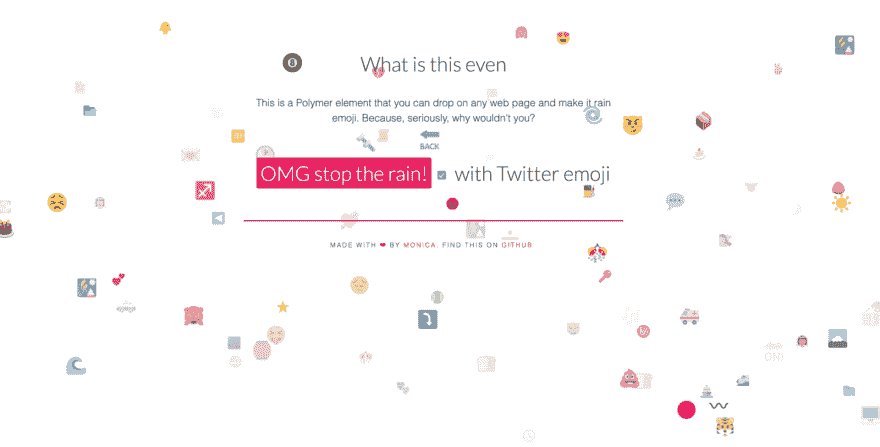 What is this even
This is a Polymer element that you can drop on any web page and make it rain
emoji. Because, seriously, why wouldn't you?
BACK
OMG stop the rain! with Twitter emoji
MADE WITH ❤ BY MONICA. FIND THIS ON GITHUB
ON!